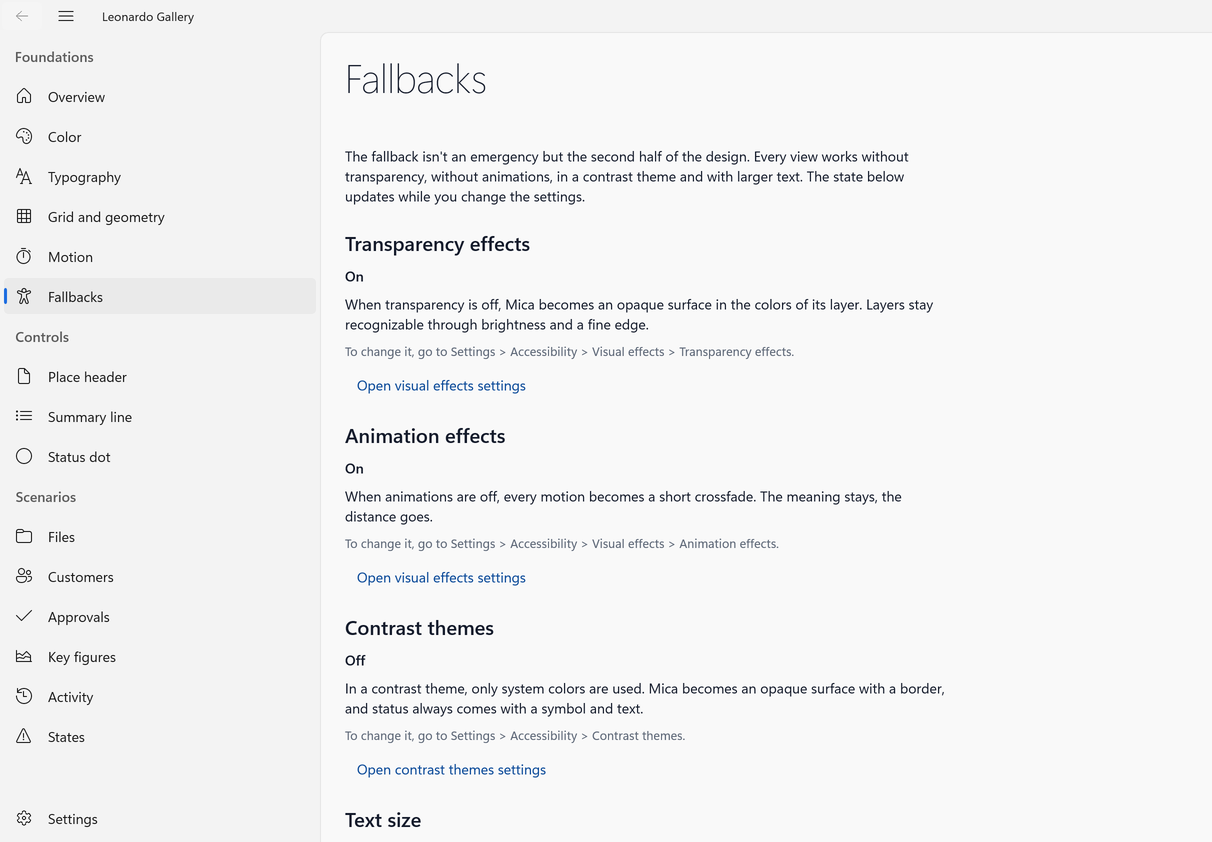 Leonardo Gallery
Foundations
Overview
Color
Typography
Grid and geometry
Motion
Fallbacks
Controls
Place header
Summary line
Status dot
Scenarios
Files
Customers
Approvals
Key figures
Activity
States
Settings
Fallbacks
The fallback isn't an emergency but the second half of the design. Every view works without
transparency, without animations, in a contrast theme and with larger text. The state below
updates while you change the settings.
Transparency effects
On
When transparency is off, Mica becomes an opaque surface in the colors of its layer. Layers stay
recognizable through brightness and a fine edge.
To change it, go to Settings > Accessibility > Visual effects > Transparency effects.
Open visual effects settings
Animation effects
On
When animations are off, every motion becomes a short crossfade. The meaning stays, the
distance goes.
To change it, go to Settings > Accessibility > Visual effects > Animation effects.
Open visual effects settings
Contrast themes
Off
In a contrast theme, only system colors are used. Mica becomes an opaque surface with a border,
and status always comes with a symbol and text.
To change it, go to Settings > Accessibility > Contrast themes.
Open contrast themes settings
Text size